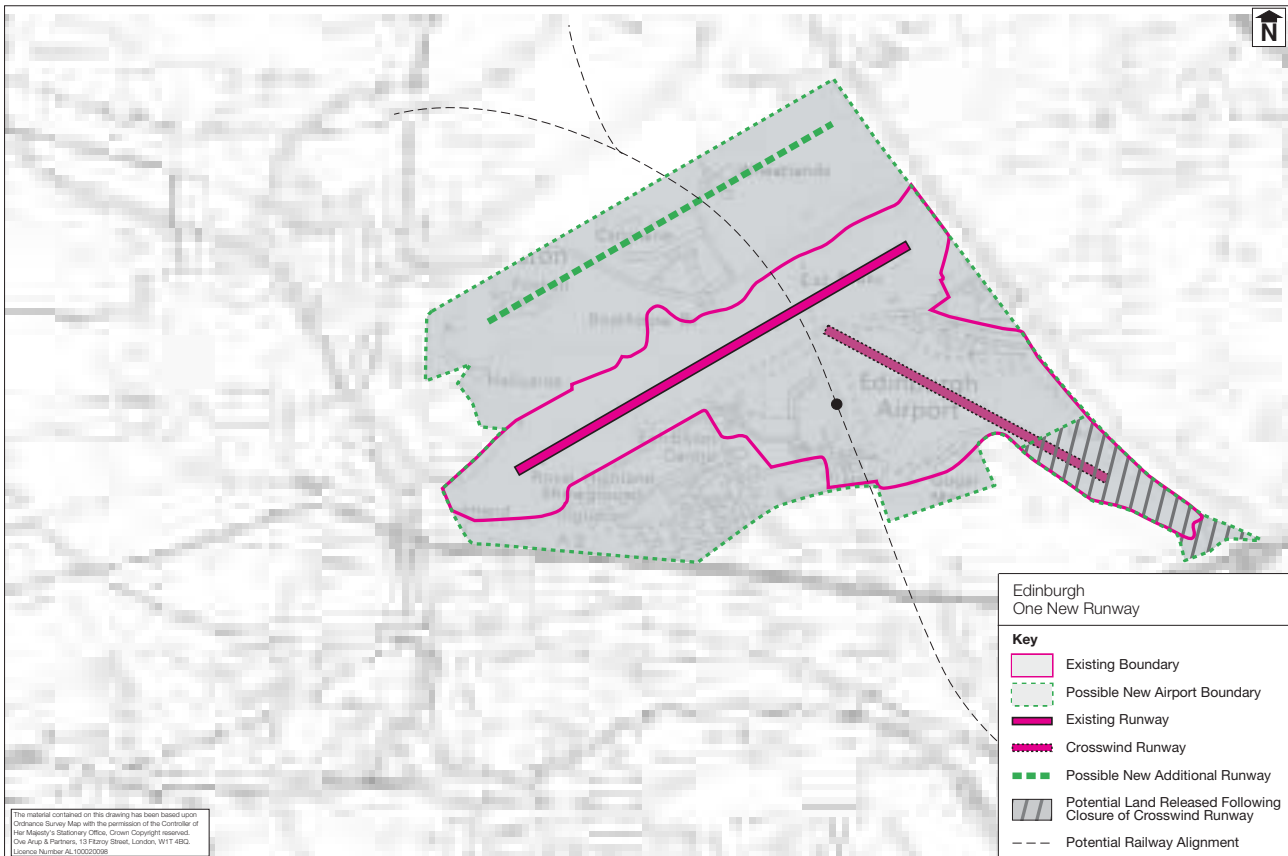 N
Edinburgh
Airport
Edinburgh
One New Runway
Key
Existing Boundary
Possible New Airport Boundary
Existing Runway
Crosswind Runway
Possible New Additional Runway
Potential Land Released Following
Closure of Crosswind Runway
Potential Railway Alignment
The material contained on this drawing has been based upon
Ordnance Survey Map with the permission of the Controller of
Her Majesty's Stationery Office, Crown Copyright reserved.
Ove Arup & Partners, 13 Fitzroy Street, London, W1T 4BQ.
Licence Number AL100020098